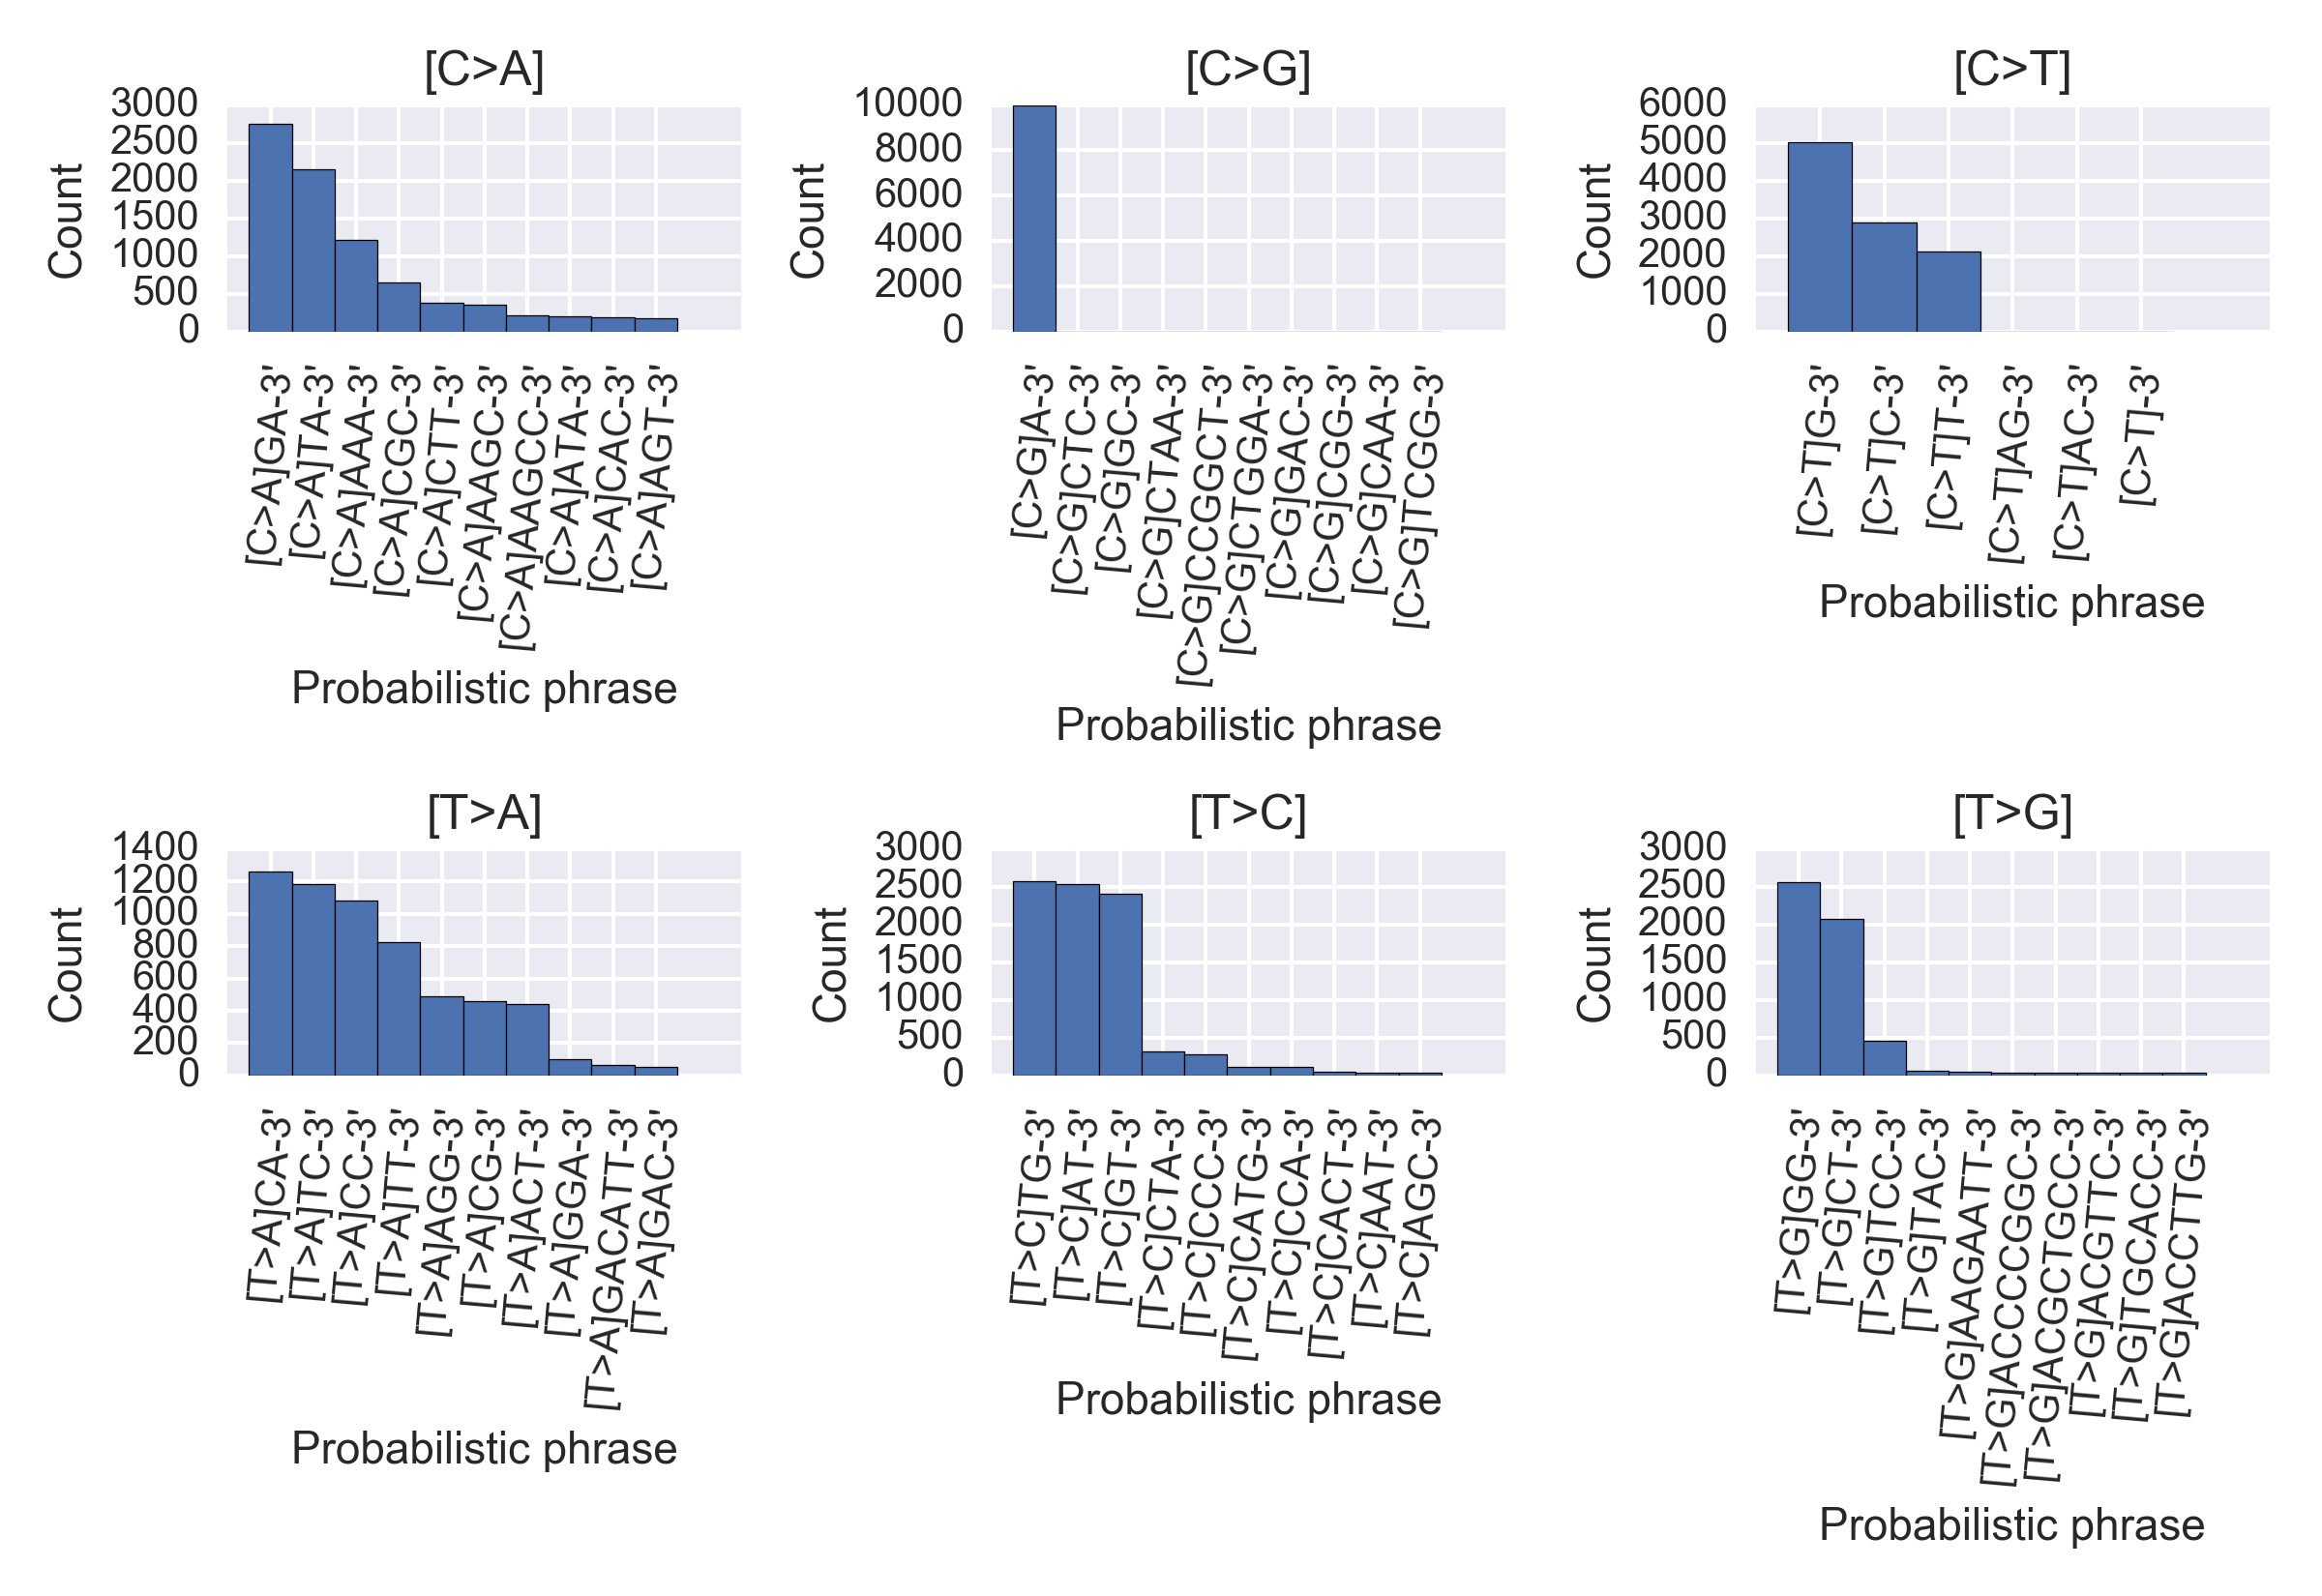 [C>A]
3000
2500
2000
1500
1000
500
0
Count
[C>A]GA-3'
[C>A]TA-3'
[C>A]AAA-3'
[C>A]CGC-3'
[C>A]CTT-3'
[C>A]AAGC-3'
[C>A]AAGCC-3'
[C>A]ATA-3'
[C>A]CAC-3'
[C>A]AGT-3'
Probabilistic phrase
[C>G]
10000
8000
6000
4000
2000
0
Count
[C>G]A-3'
[C>G]CTC-3'
[C>G]GC-3'
[C>G]CTAA-3'
[C>G]CCGGCT-3'
[C>G]CTGGA-3'
[C>G]GAC-3'
[C>G]CGG-3'
[C>G]CAA-3'
[C>G]TCGG-3'
Probabilistic phrase
[C>T]
6000
5000
4000
3000
2000
1000
0
Count
[C>T]G-3'
[C>T]C-3'
[C>T]T-3'
[C>T]AG-3'
[C>T]AC-3'
[C>T]-3'
Probabilistic phrase
[T>A]
1400
1200
1000
800
600
400
200
0
Count
[T>A]CA-3'
[T>A]TC-3'
[T>A]CC-3'
[T>A]TT-3'
[T>A]AGG-3'
[T>A]CG-3'
[T>A]ACT-3'
[T>A]GGA-3'
[T>A]GACATT-3'
[T>A]GAC-3'
Probabilistic phrase
[T>C]
3000
2500
2000
1500
1000
500
0
Count
[T>C]TG-3'
[T>C]AT-3'
[T>C]GT-3'
[T>C]CTA-3'
[T>C]CCC-3'
[T>C]CATG-3'
[T>C]CCA-3'
[T>C]CACT-3'
[T>C]AAT-3'
[T>C]AGC-3'
Probabilistic phrase
[T>G]
3000
2500
2000
1500
1000
500
0
Count
[T>G]GG-3'
[T>G]CT-3'
[T>G]TCC-3'
[T>G]TAC-3'
[T>G]AAGAATT-3'
[T>G]ACCCCGGC-3'
[T>G]ACGCTGCC-3'
[T>G]ACGTTC-3'
[T>G]TGCACC-3'
[T>G]ACCTTG-3'
Probabilistic phrase